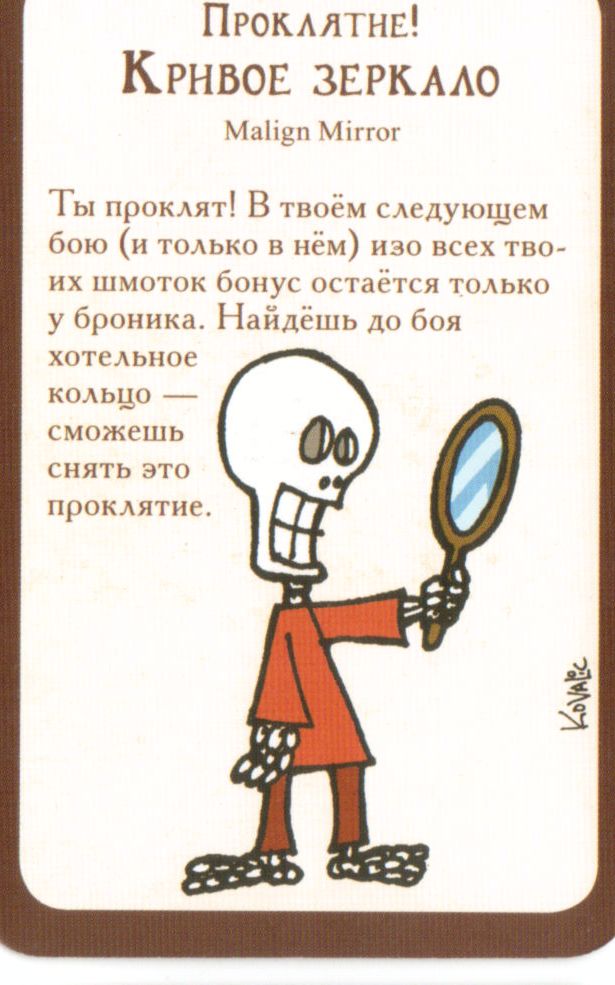 Проклятие!
Кривое зеркало
Malign Mirror
Ты проклят! В твоём следующем
бою (и только в нём) изо всех тво-
их шмоток бонус остаётся только
у броника. Найдёшь до боя
хотельное
кольцо —
сможешь
снять это
проклятие.
Kovalic